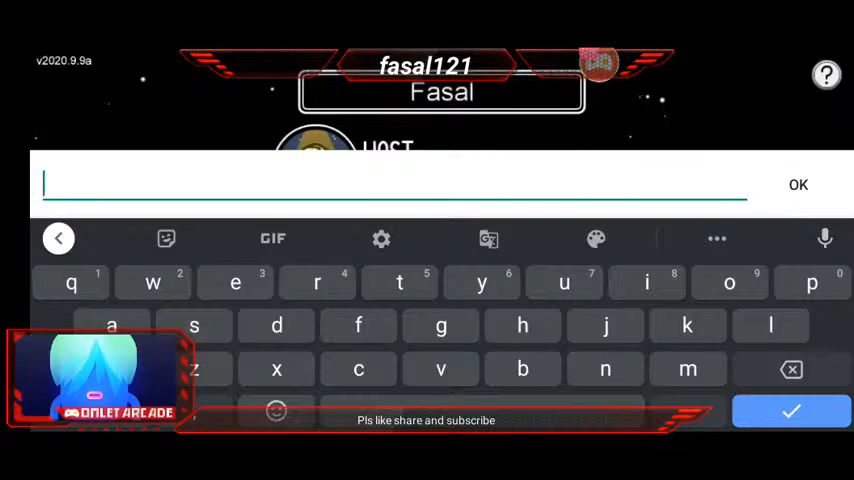 v2020.9.9a
fasal121
?
Fasal
HOST
OK
GIF
q 1 w 2 e 3 r 4 t 5 y 6 u 7 i 8 o 9 p 0
a s d f g h j k l
z x c v b n m
OMLET ARCADE
Pls like share and subscribe